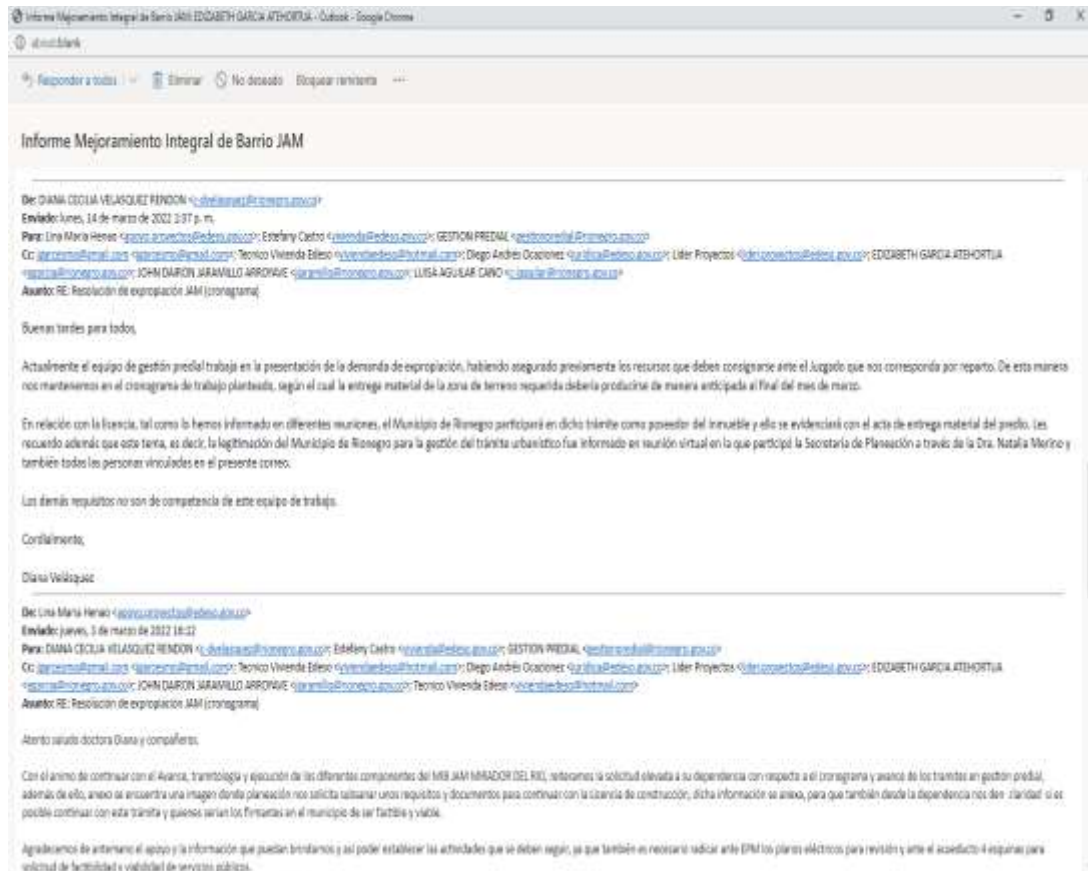 Informe Mejoramiento Integral de Barrio JAM: EDIZABETH GARCIA ATEHORTUA - Outlook - Google Chrome
about:blank
Responder a todos Eliminar No deseado Bloquear remitente ...
Informe Mejoramiento Integral de Barrio JAM
De: DIANA CECILIA VELASQUEZ RENDON
Enviado: lunes, 14 de marzo de 2022 2:37 p. m.
Para: Lina Maria Henao Estefany Castro GESTION PREDIAL
Cc: Tecnico Vivienda Edeso Diego Andrés Ocaciones Lider Proyectos EDIZABETH GARCIA ATEHORTUA
JOHN DAIRON JARAMILLO ARROYAVE LUISA AGUILAR CANO
Asunto: RE: Resolución de expropiación JAM (cronograma)
Buenas tardes para todos,
Actualmente el equipo de gestión predial trabaja en la presentación de la demanda de expropiación, habiendo asegurado previamente los recursos que deben consignarse ante el Juzgado que nos corresponda por reparto. De esta manera
nos mantenemos en el cronograma de trabajo planteado, según el cual la entrega material de la zona de terreno requerida debería producirse de manera anticipada al final del mes de marzo.
En relación con la licencia, tal como lo hemos informado en diferentes reuniones, el Municipio de Rionegro participará en dicho trámite como poseedor del inmueble y ello se evidenciará con el acta de entrega material del predio. Les
recuerdo además que este tema, es decir, la legitimación del Municipio de Rionegro para la gestión del trámite urbanístico fue informado en reunión virtual en la que participó la Secretaria de Planeación a través de la Dra. Natalia Merino y
también todas las personas vinculadas en el presente correo.
Los demás requisitos no son de competencia de este equipo de trabajo.
Cordialmente,
Diana Velásquez
De: Lina Maria Henao
Enviado: jueves, 3 de marzo de 2022 16:22
Para: DIANA CECILIA VELASQUEZ RENDON Estefany Castro GESTION PREDIAL
Cc: Tecnico Vivienda Edeso Diego Andrés Ocaciones Lider Proyectos EDIZABETH GARCIA ATEHORTUA
JOHN DAIRON JARAMILLO ARROYAVE Tecnico Vivienda Edeso
Asunto: RE: Resolución de expropiación JAM (cronograma)
Atento saludo doctora Diana y compañeros.
Con el animo de continuar con el Avance, tramitología y ejecución de los diferentes componentes del MIB JAM MIRADOR DEL RIO, reiteramos la solicitud elevada a su dependencia con respecto a el cronograma y avance de los tramites en gestión predial,
además de ello, anexo se encuentra una imagen donde planeación nos solicita subsanar unos requisitos y documentos para continuar con la Licencia de construcción, dicha información se anexa, para que también desde la dependencia nos den claridad si es
posible continuar con este trámite y quienes serían los firmantes en el municipio de ser factible y viable.
Agradecemos de antemano el apoyo y la información que puedan brindarnos y así poder establecer las actividades que se deben seguir, ya que también es necesario radicar ante EPM los planos eléctricos para revisión y ante el acueducto 4 esquinas para
solicitud de factibilidad y viabilidad de servicios públicos.